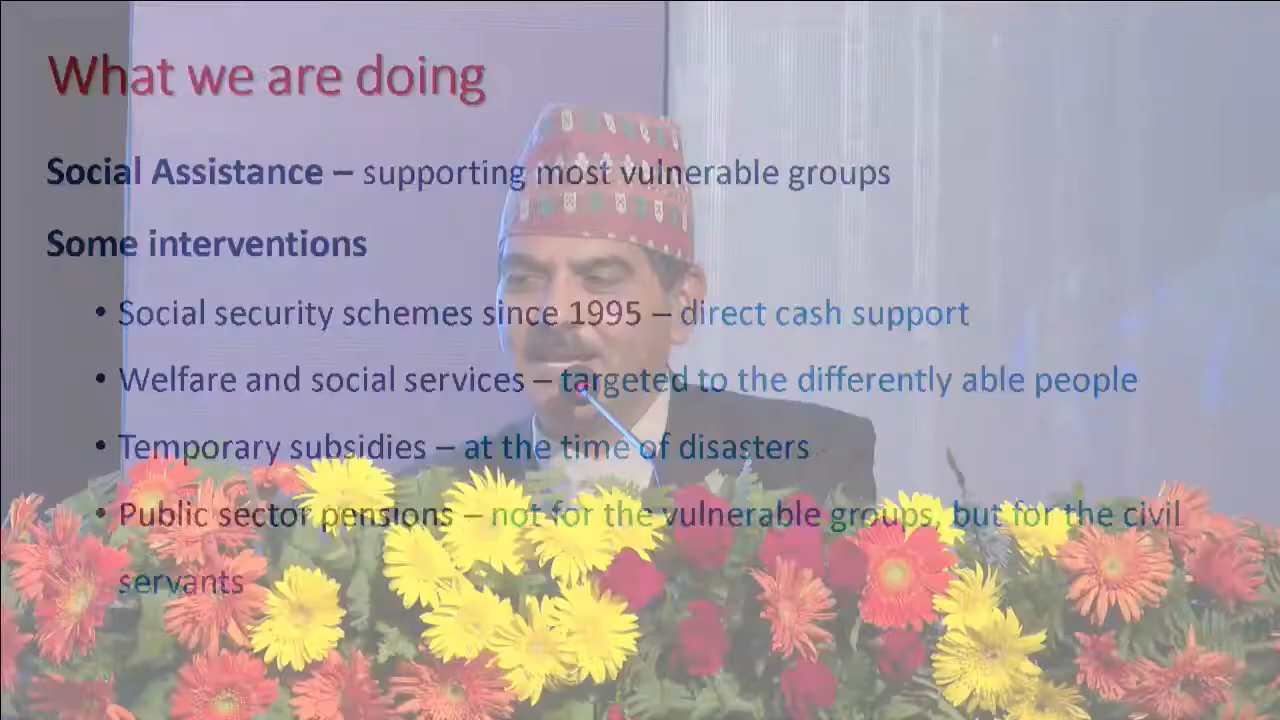 What we are doing
Social Assistance – supporting most vulnerable groups
Some interventions
• Social security schemes since 1995 – direct cash support
• Welfare and social services – targeted to the differently able people
• Temporary subsidies – at the time of disasters
• Public sector pensions – not for the vulnerable groups, but for the civil
servants